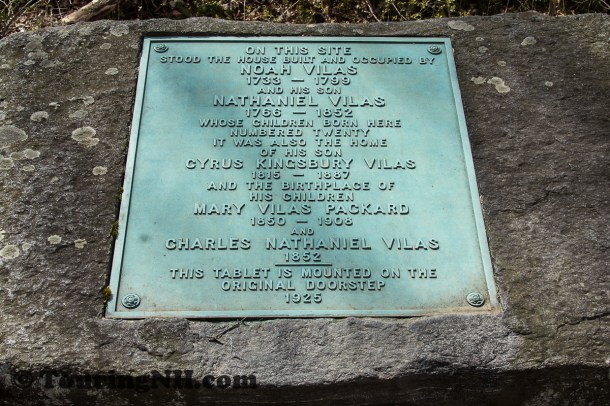 ON THIS SITE
STOOD THE HOUSE BUILT AND OCCUPIED BY
NOAH VILAS
1733 — 1799
AND HIS SON
NATHANIEL VILAS
1766 — 1852
WHOSE CHILDREN BORN HERE
NUMBERED TWENTY
IT WAS ALSO THE HOME
OF HIS SON
CYRUS KINGSBURY VILAS
1815 — 1887
AND THE BIRTHPLACE OF
HIS CHILDREN
MARY VILAS PACKARD
1850 — 1908
AND
CHARLES NATHANIEL VILAS
1852
THIS TABLET IS MOUNTED ON THE
ORIGINAL DOORSTEP
1925
© TouringNH.com